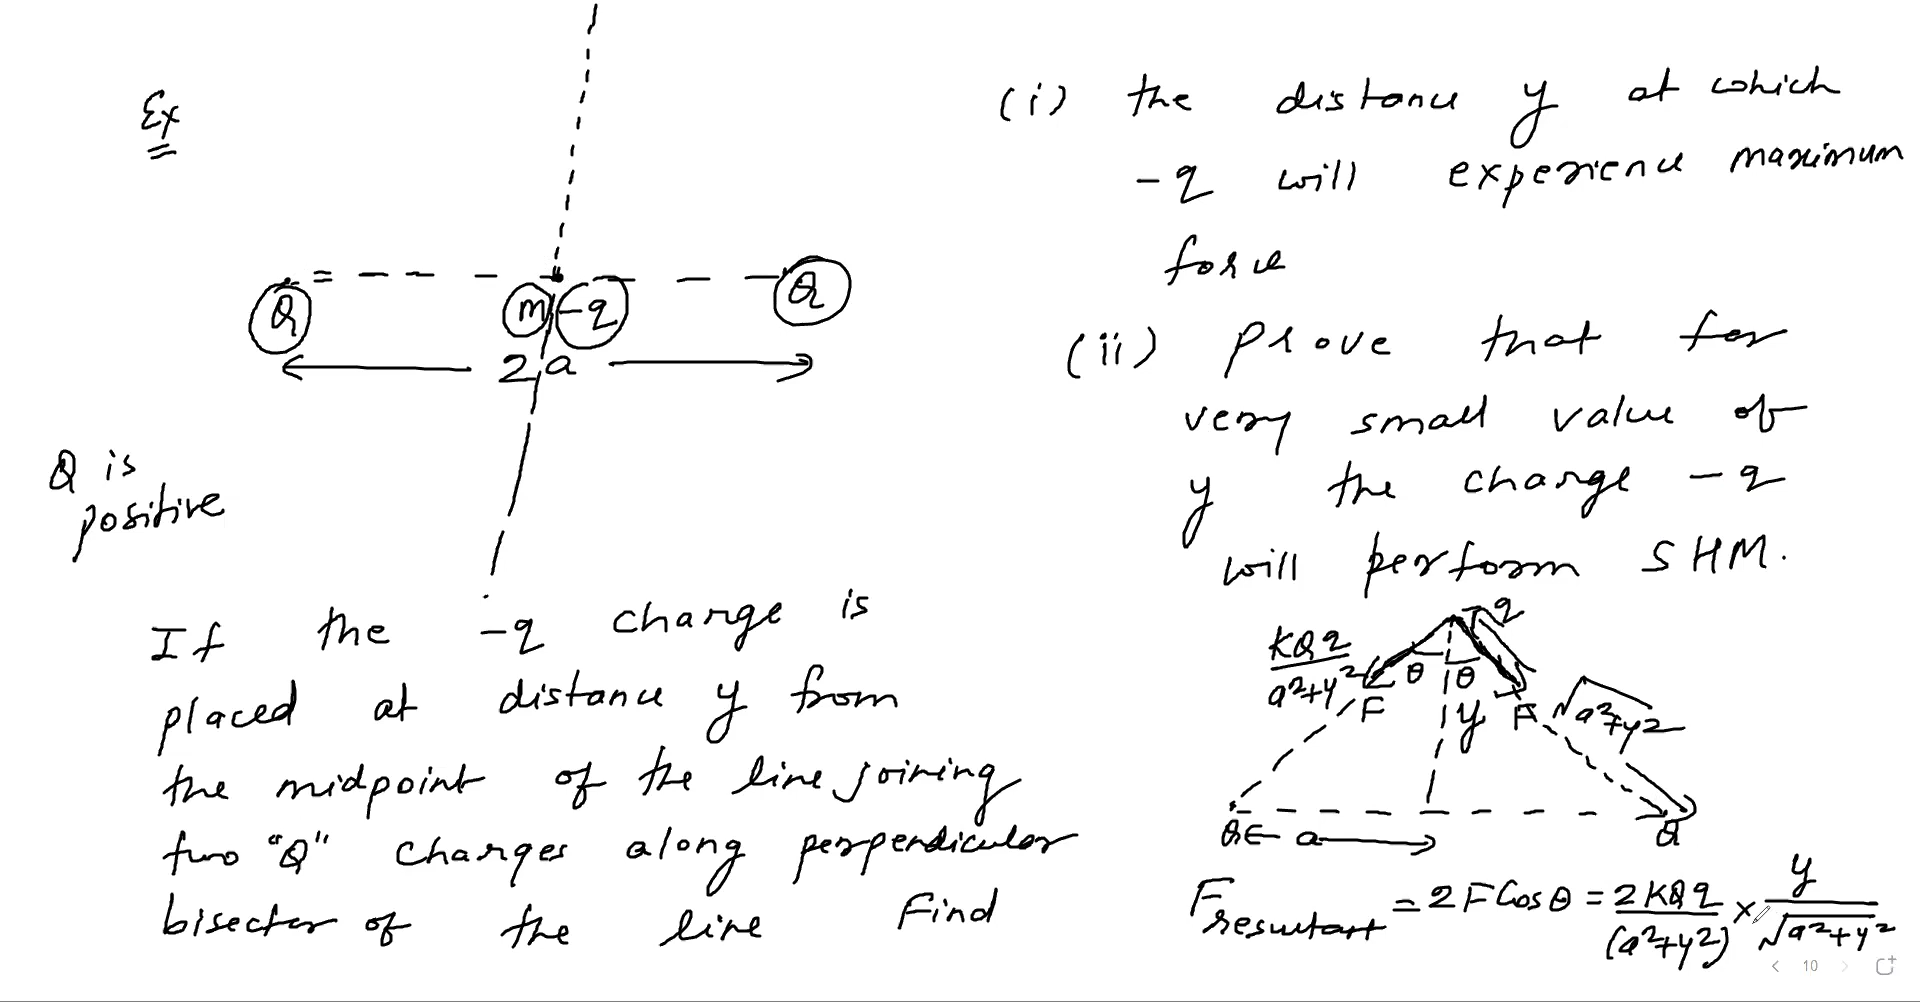 Ex
Q
m
-q
Q
2a
Q is
positive
If the -q charge is
placed at distance y from
the midpoint of the line joining
two "Q" charges along perpendicular
bisector of the line Find
(i) the distance y at which
-q will experience maximum
force
(ii) prove that for
very small value of
y the charge -q
will perform SHM.
-q
KQq
a²+y²
θ θ
F y F √a²+y²
Q ← a → Q
F resultant = 2FCosθ = 2KQq/(a²+y²) × y/√a²+y²
< 10 >